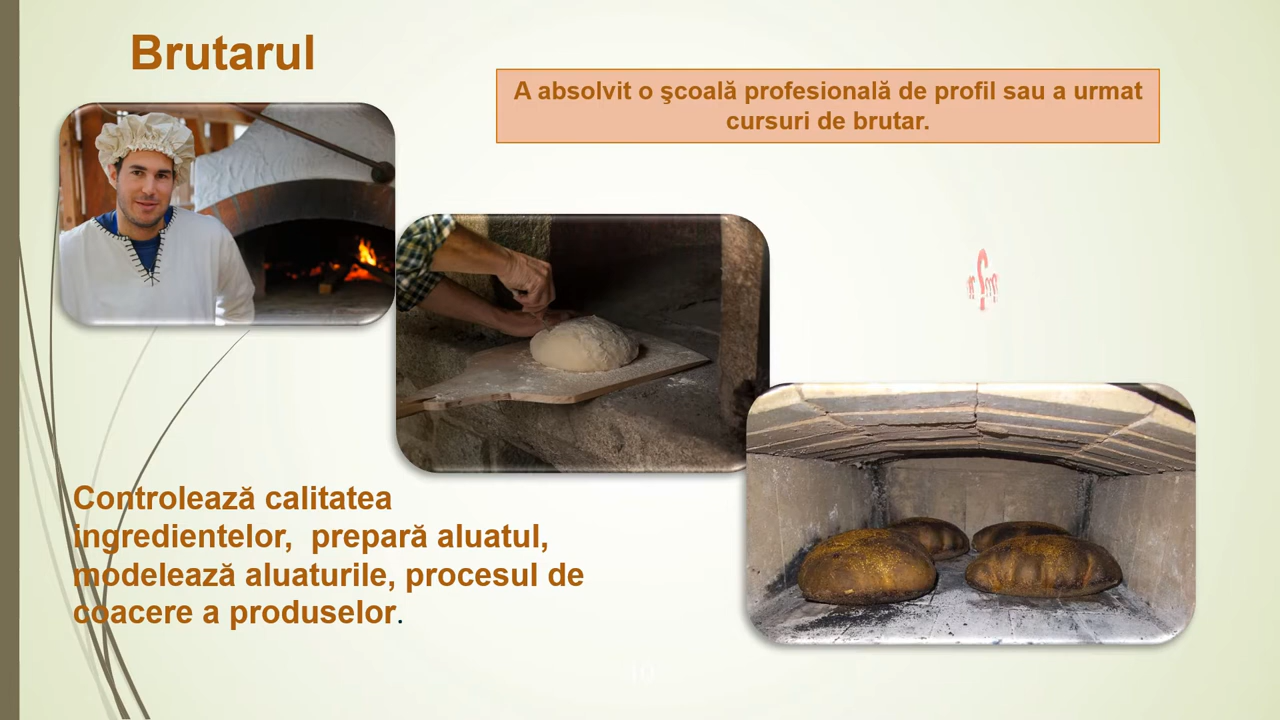 Brutarul
A absolvit o şcoală profesională de profil sau a urmat
cursuri de brutar.
Controlează calitatea
ingredientelor,  prepară aluatul,
modelează aluaturile, procesul de
coacere a produselor.